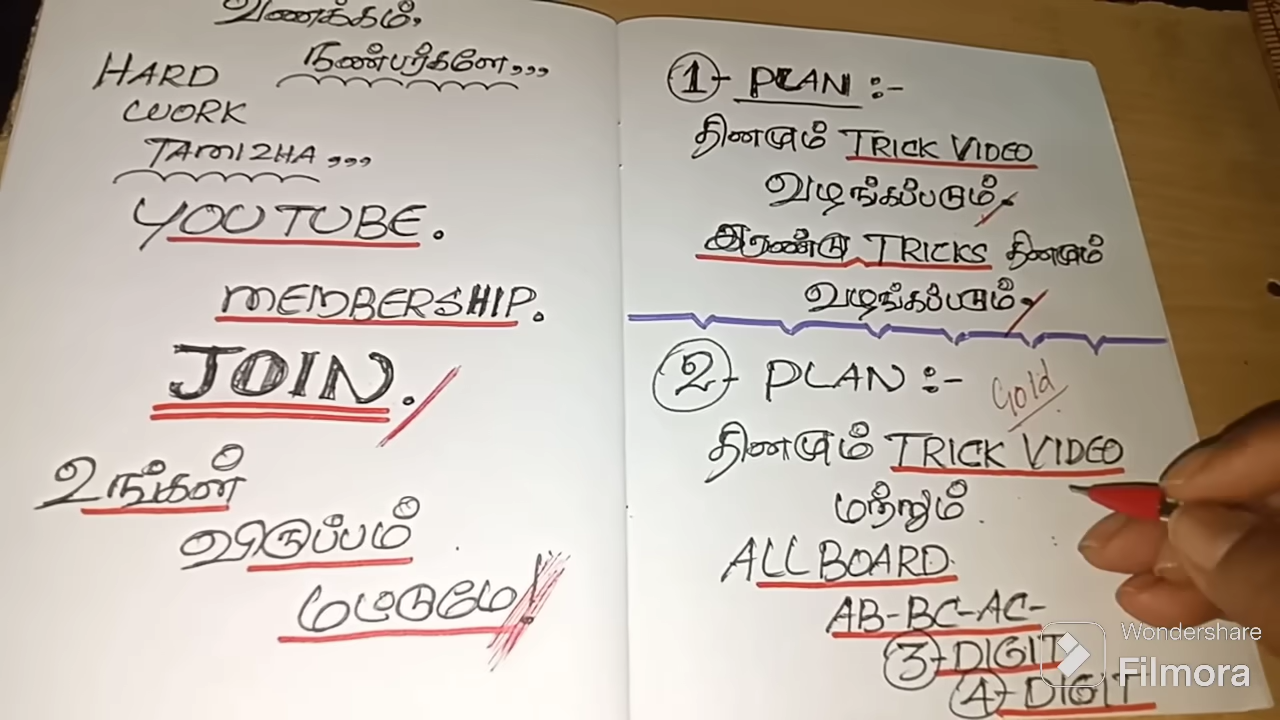 வணக்கம்,
நண்பர்களே,,,
HARD
WORK
TAMIZHA,,,
YOUTUBE.
MEMBERSHIP.
JOIN.
உங்கள்
விருப்பம்
மட்டுமே!
1- PLAN :-
தினமும் TRICK VIDEO
வழங்கப்படும்.
இரண்டு TRICKS தினமும்
வழங்கப்படும்.
2- PLAN :-
Gold
தினமும் TRICK VIDEO
மற்றும்.
ALL BOARD.
AB-BC-AC-
3-DIGIT
4-DIGIT
Wondershare
Filmora